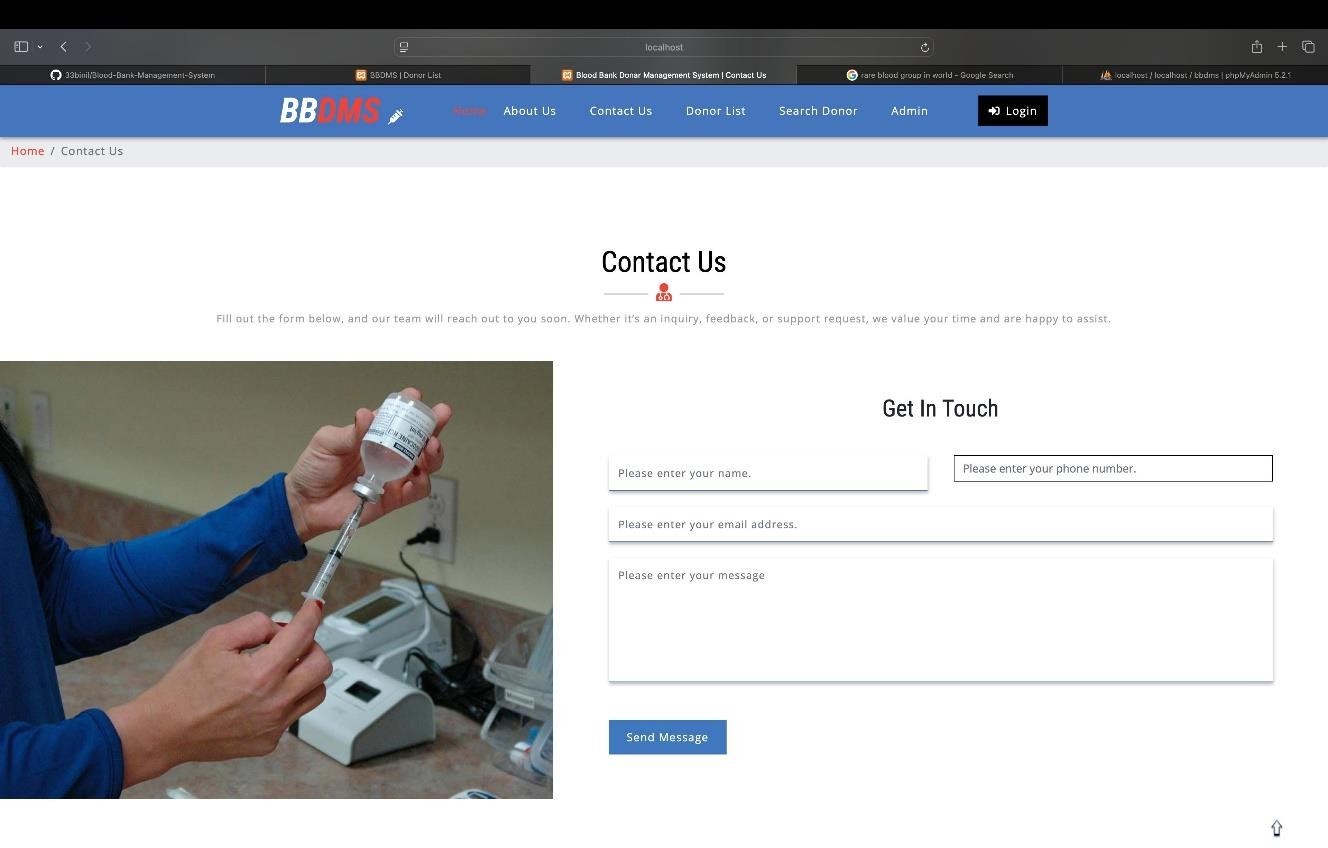 localhost
33binil/Blood-Bank-Management-System
BBDMS | Donor List
Blood Bank Donar Management System | Contact Us
rare blood group in world - Google Search
localhost / localhost / bbdms | phpMyAdmin 5.2.1
BBDMS
Home
About Us
Contact Us
Donor List
Search Donor
Admin
Login
Home / Contact Us
Contact Us
Fill out the form below, and our team will reach out to you soon. Whether it's an inquiry, feedback, or support request, we value your time and are happy to assist.
Get In Touch
Please enter your name.
Please enter your phone number.
Please enter your email address.
Please enter your message
Send Message